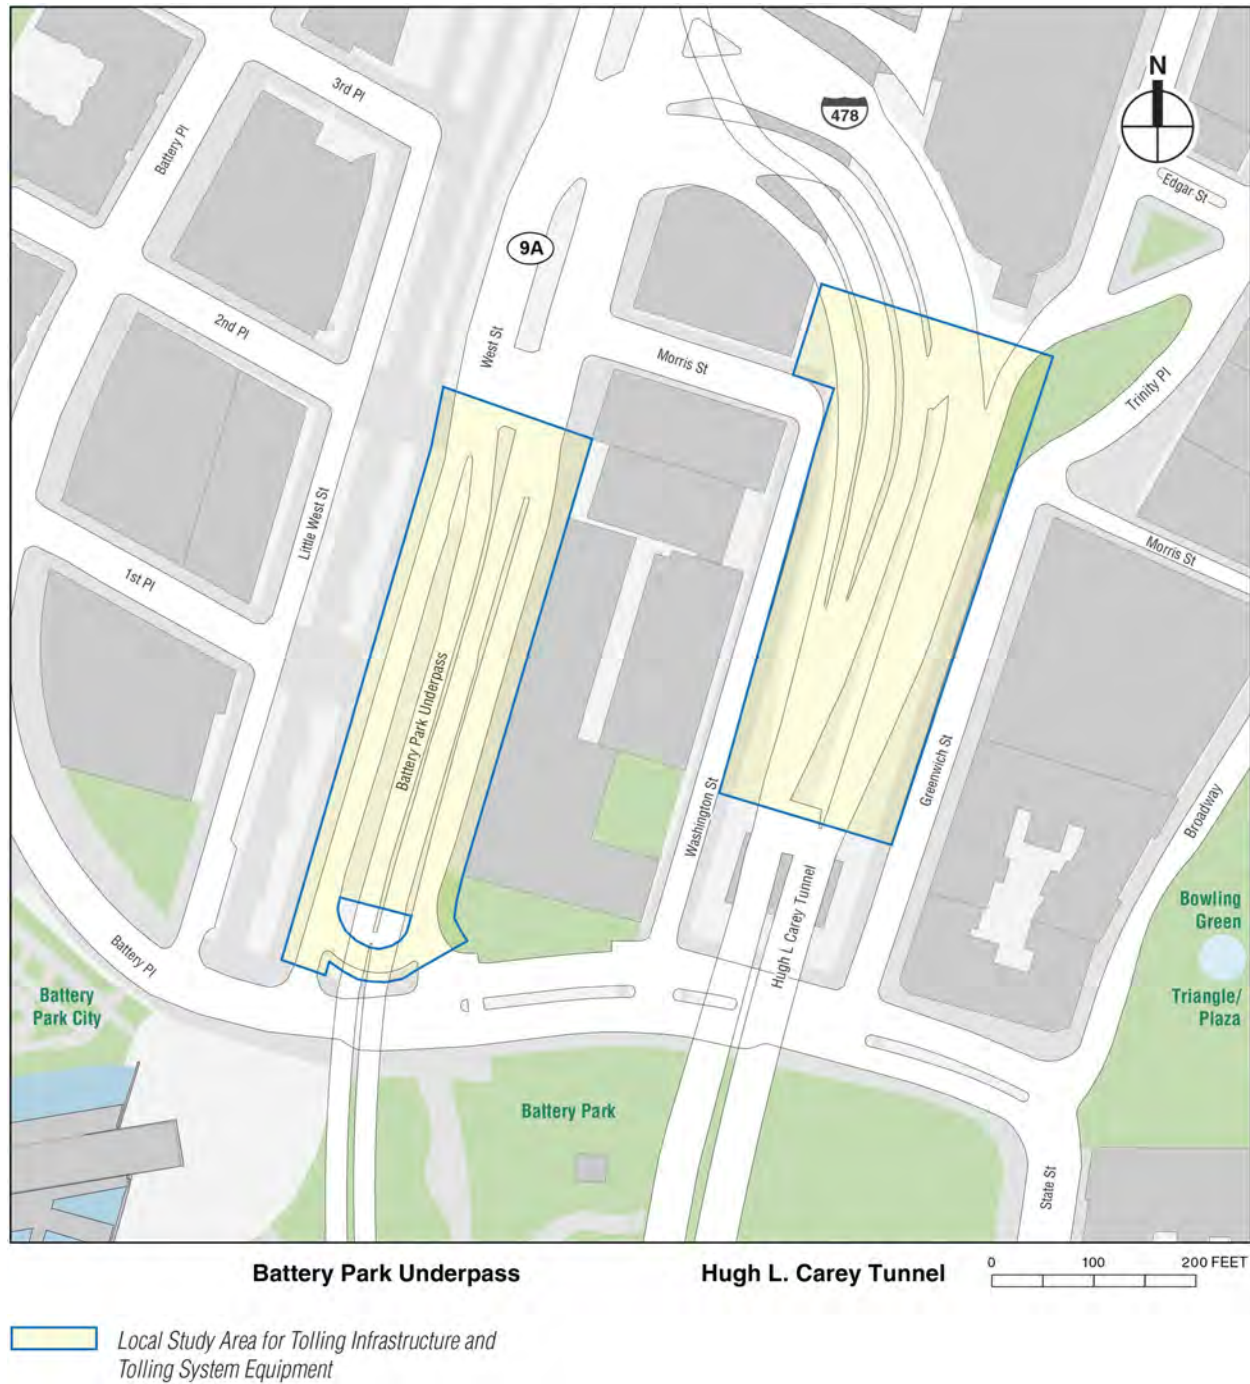 N
478
3rd Pl
Battery Pl
Edgar St
9A
2nd Pl
West St
Morris St
Trinity Pl
Little West St
Morris St
1st Pl
Battery Park Underpass
Greenwich St
Washington St
Broadway
Hugh L Carey Tunnel
Bowling
Green
Triangle/
Plaza
Battery Pl
Battery
Park City
Battery Park
State St
Battery Park Underpass
Hugh L. Carey Tunnel
0 100 200 FEET
Local Study Area for Tolling Infrastructure and
Tolling System Equipment